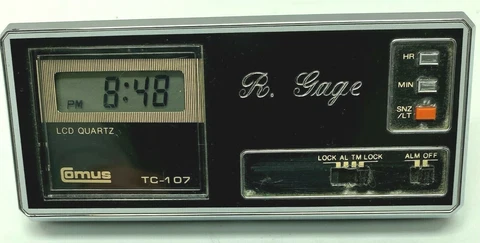 PM 8:48
LCD QUARTZ
Comus
TC-107
R. Gage
HR
MIN
SNZ
/LT
LOCK AL TM LOCK
ALM OFF